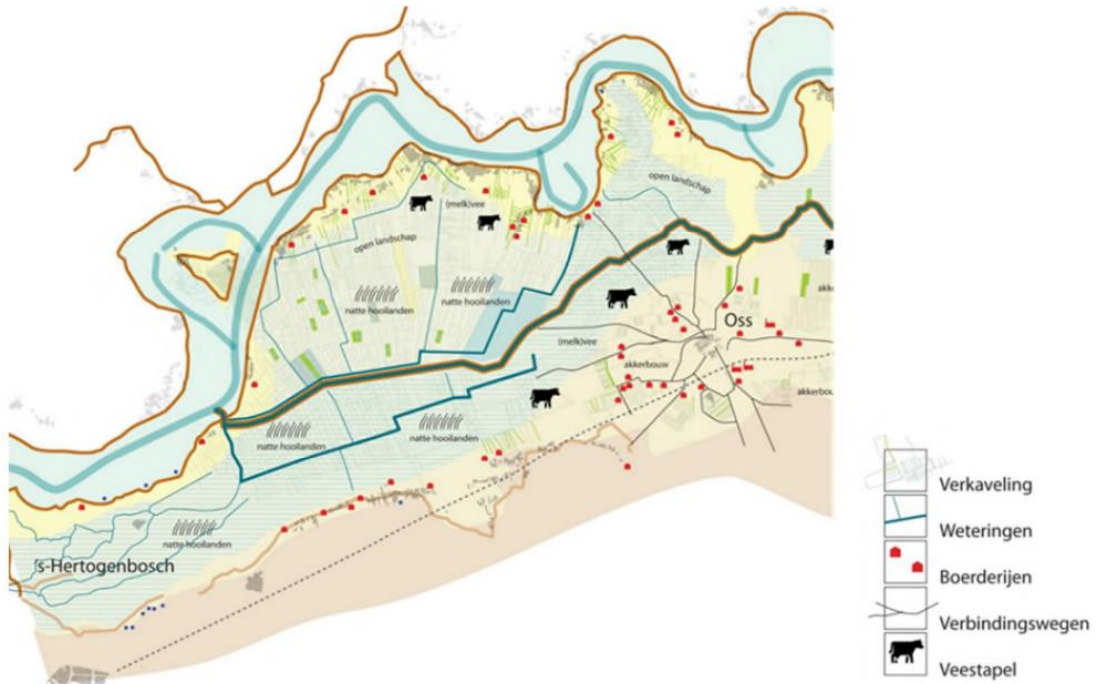 open landschap
(melk)vee
open landschap
natte hooilanden
natte hooilanden
Oss
(melk)vee
akkerbouw
natte hooilanden
natte hooilanden
natte hooilanden
's-Hertogenbosch
Verkaveling
Weteringen
Boerderijen
Verbindingswegen
Veestapel